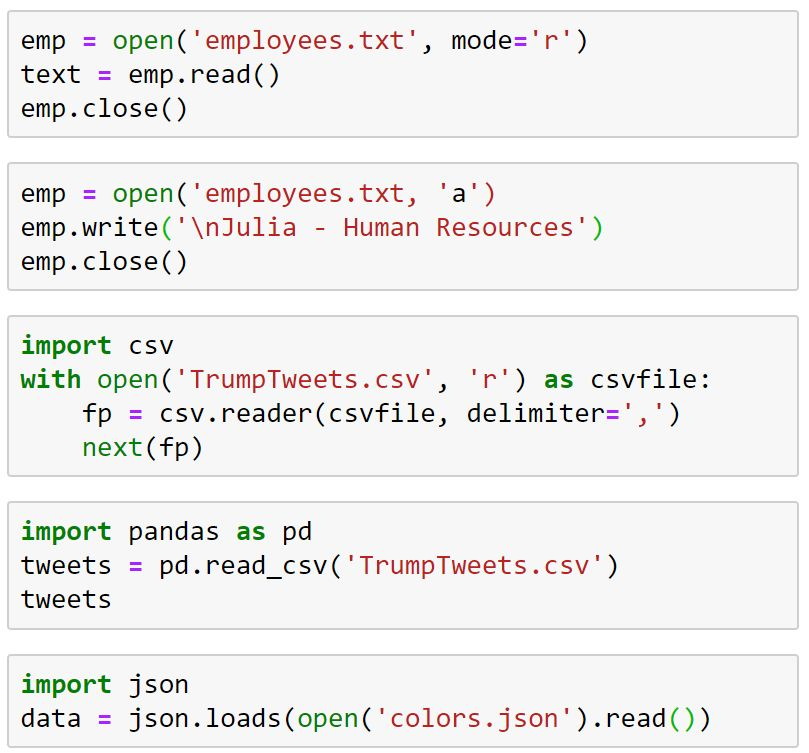 emp = open('employees.txt', mode='r')
text = emp.read()
emp.close()
emp = open('employees.txt, 'a')
emp.write('\nJulia - Human Resources')
emp.close()
import csv
with open('TrumpTweets.csv', 'r') as csvfile:
    fp = csv.reader(csvfile, delimiter=',')
    next(fp)
import pandas as pd
tweets = pd.read_csv('TrumpTweets.csv')
tweets
import json
data = json.loads(open('colors.json').read())